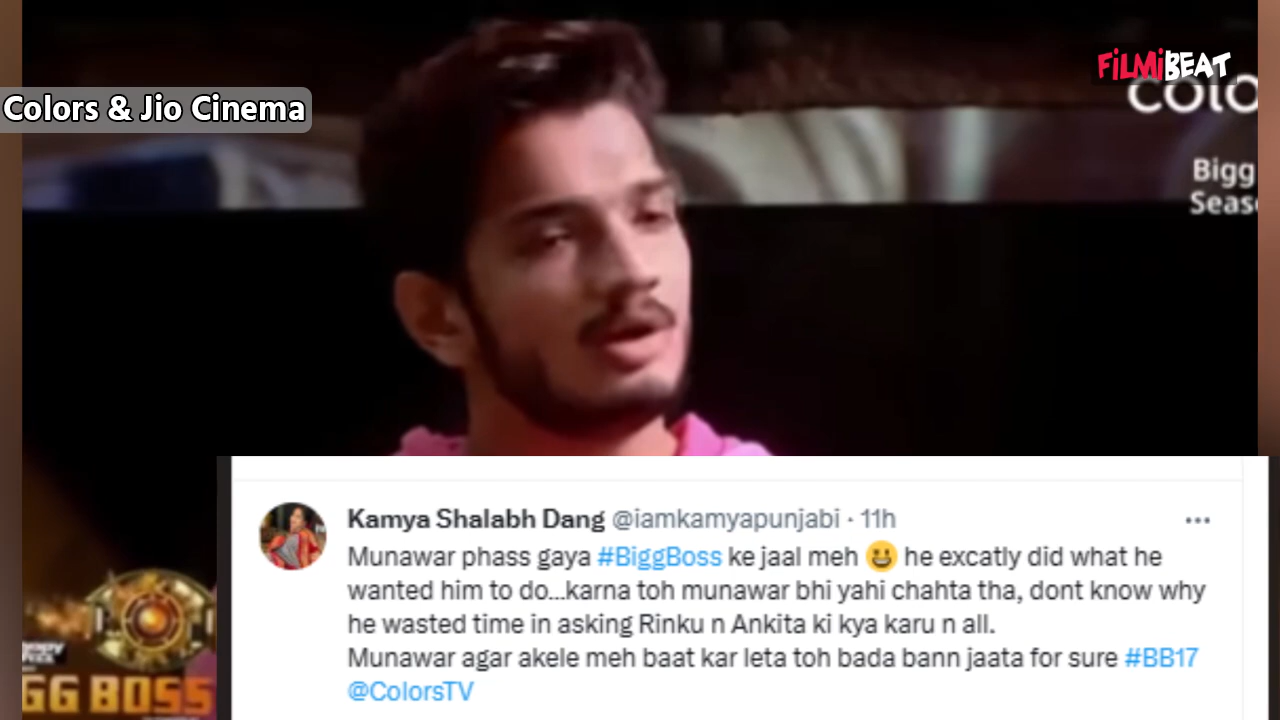 FiLMiBEAT
Colors & Jio Cinema
COLO
Bigg
Seas
Kamya Shalabh Dang @iamkamyapunjabi · 11h
Munawar phass gaya #BiggBoss ke jaal meh 😃 he excatly did what he
wanted him to do...karna toh munawar bhi yahi chahta tha, dont know why
he wasted time in asking Rinku n Ankita ki kya karu n all.
Munawar agar akele meh baat kar leta toh bada bann jaata for sure #BB17
@ColorsTV
GG BOSS